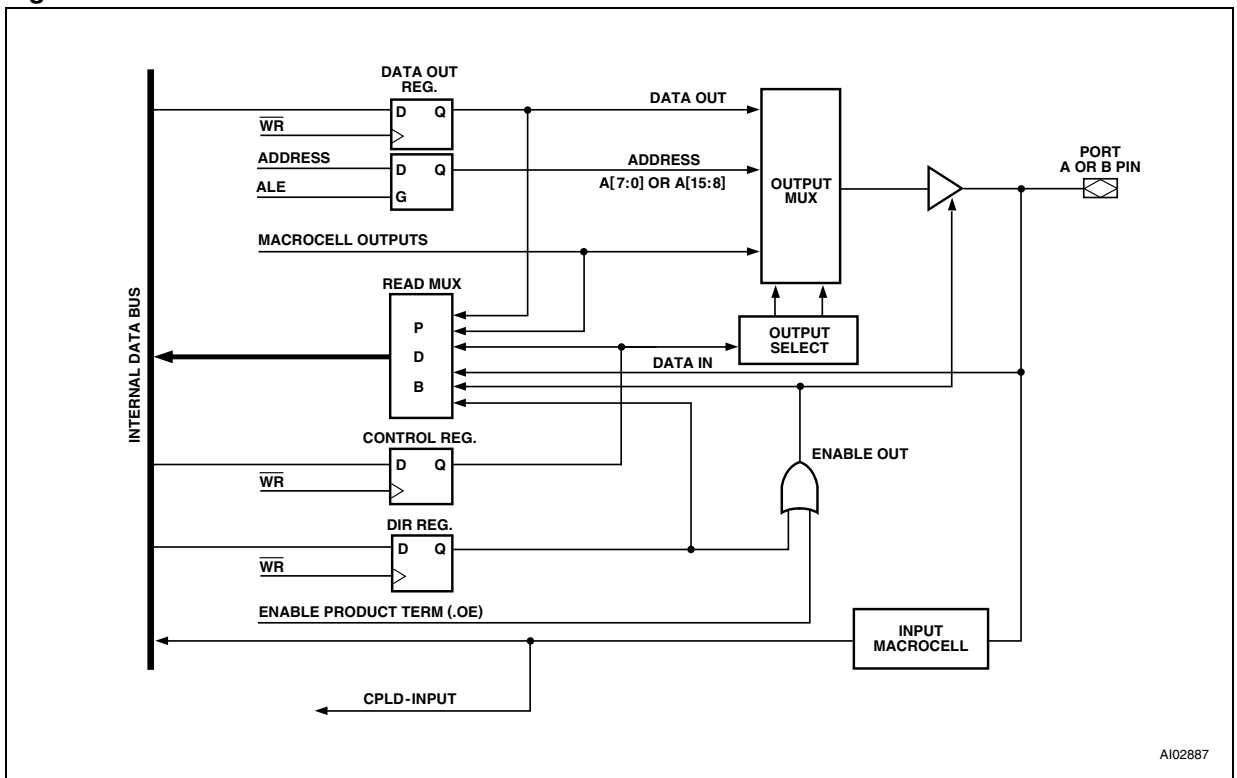 DATA OUT
REG.
D Q
WR
DATA OUT
ADDRESS
ALE
D Q
G
ADDRESS
A[7:0] OR A[15:8]
OUTPUT
MUX
PORT
A OR B PIN
MACROCELL OUTPUTS
READ MUX
P
D
B
OUTPUT
SELECT
DATA IN
INTERNAL DATA BUS
CONTROL REG.
D Q
WR
ENABLE OUT
DIR REG.
D Q
WR
ENABLE PRODUCT TERM (.OE)
INPUT
MACROCELL
CPLD-INPUT
AI02887